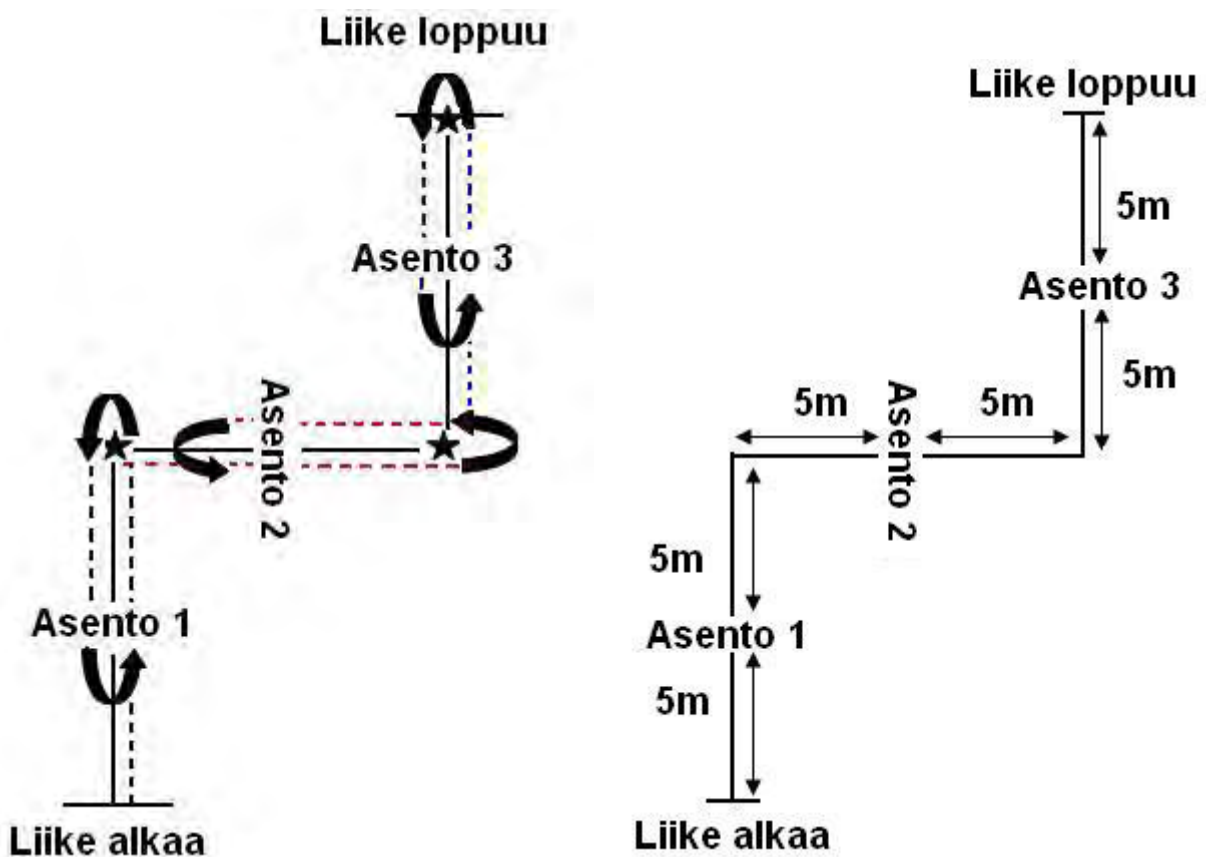 Liike loppuu
Asento 3
Asento 2
Asento 1
Liike alkaa
Liike loppuu
5m
Asento 3
5m
5m
5m
Asento 2
5m
Asento 1
5m
Liike alkaa